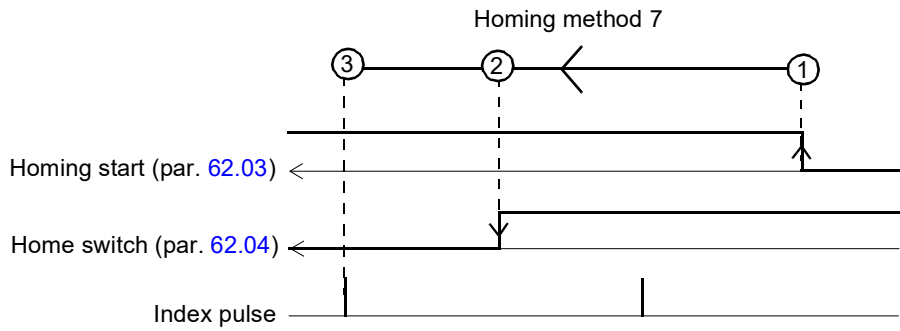 Homing method 7
3 2 1
Homing start (par. 62.03)
Home switch (par. 62.04)
Index pulse